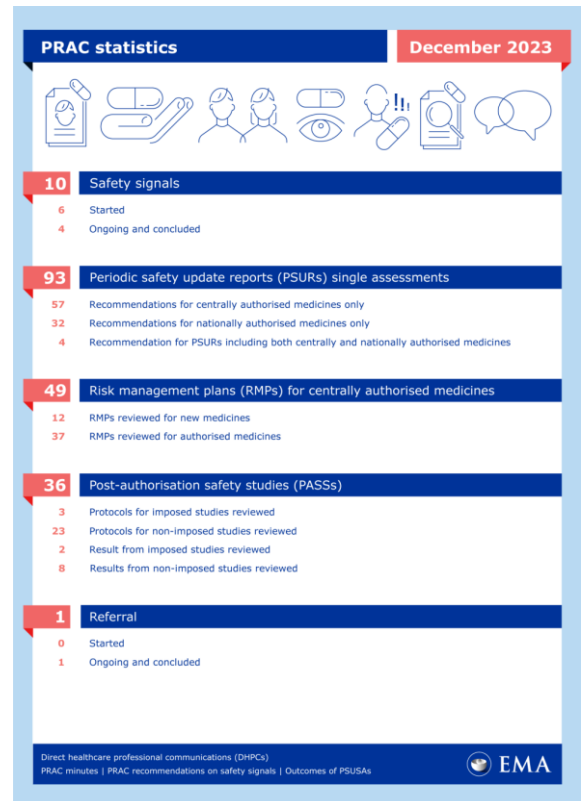 PRAC statistics
December 2023
!!!
10 Safety signals
6 Started
4 Ongoing and concluded
93 Periodic safety update reports (PSURs) single assessments
57 Recommendations for centrally authorised medicines only
32 Recommendations for nationally authorised medicines only
4 Recommendation for PSURs including both centrally and nationally authorised medicines
49 Risk management plans (RMPs) for centrally authorised medicines
12 RMPs reviewed for new medicines
37 RMPs reviewed for authorised medicines
36 Post-authorisation safety studies (PASSs)
3 Protocols for imposed studies reviewed
23 Protocols for non-imposed studies reviewed
2 Result from imposed studies reviewed
8 Results from non-imposed studies reviewed
1 Referral
0 Started
1 Ongoing and concluded
Direct healthcare professional communications (DHPCs)
PRAC minutes | PRAC recommendations on safety signals | Outcomes of PSUSAs
EMA